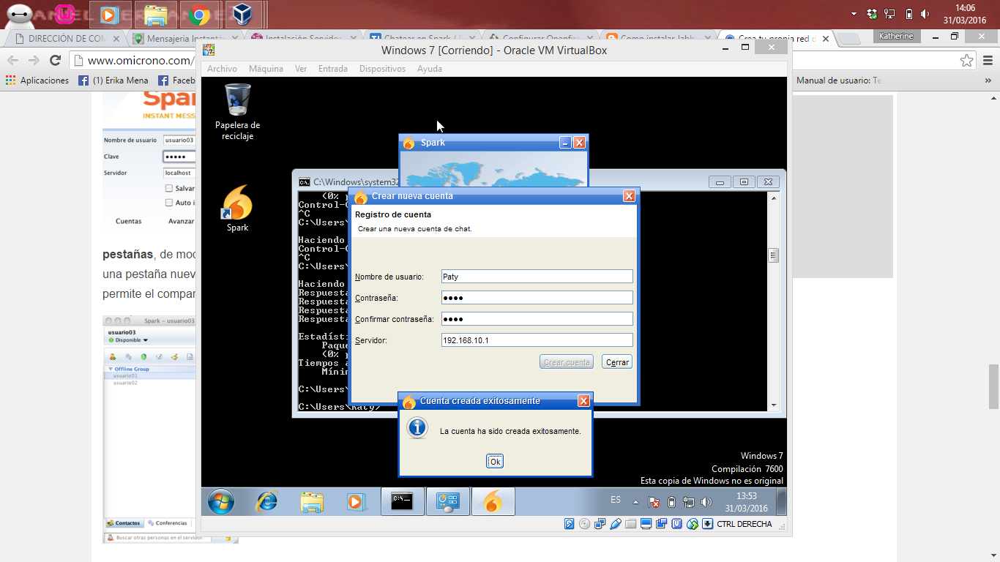 14:06
31/03/2016
DIRECCIÓN DE COM
Mensajeria Instantá
Instalación Servidor
Chatear en Spark
Configurar Openfire
Como instalar Jabb
Crea tu propia red d
Katherine
www.omicrono.com/
Aplicaciones
(1) Erika Mena
Faceb
Manual de usuario: Te
»
Windows 7 [Corriendo] - Oracle VM VirtualBox
Archivo Máquina Ver Entrada Dispositivos Ayuda
Spar
INSTANT MESS
Nombre de usuario usuario03
Clave
Servidor localhost
Salvar
Auto i
Cuentas Avanzar
pestañas, de mod
una pestaña nuev
permite el compar
Spark - usuario03
usuario03
Disponible
Offline Group
usuario01
usuario02
Contactos Conferencias
Buscar otras personas en el servidor.
Papelera de
reciclaje
Spark
Spark
C:\Windows\system32
(0% p
Control-C
^C
C:\Users\
Haciendo
Control-C
^C
C:\Users\
Haciendo
Respuesta
Respuesta
Respuesta
Respuesta
Estadísti
Paque
(0% p
Tiempos a
Mínim
C:\Users\
C:\Users\Katy>
Crear nueva cuenta
Registro de cuenta
Crear una nueva cuenta de chat.
Nombre de usuario: Paty
Contraseña: ●●●●
Confirmar contraseña: ●●●●
Servidor: 192.168.10.1
Crear cuenta Cerrar
Cuenta creada exitosamente
La cuenta ha sido creada exitosamente.
Ok
Windows 7
Compilación 7600
Esta copia de Windows no es original
ES
13:53
31/03/2016
CTRL DERECHA